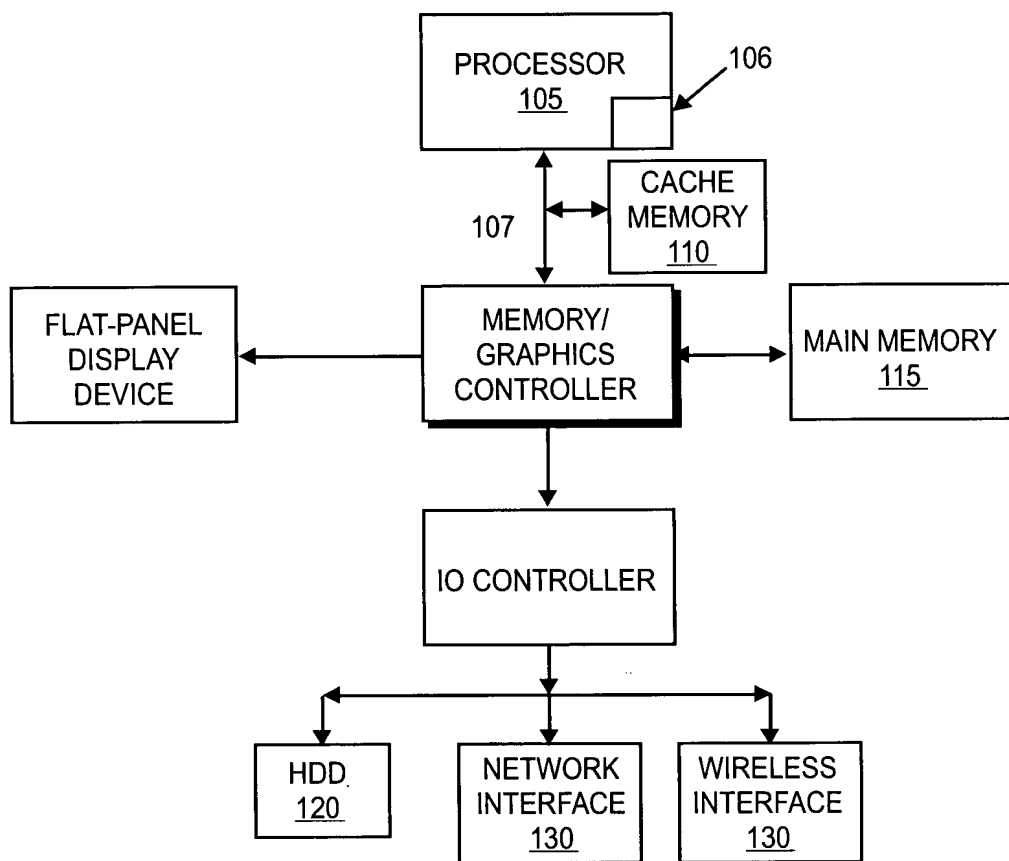 PROCESSOR
105
106
CACHE
MEMORY
110
107
FLAT-PANEL
DISPLAY
DEVICE
MEMORY/
GRAPHICS
CONTROLLER
MAIN MEMORY
115
IO CONTROLLER
HDD
120
NETWORK
INTERFACE
130
WIRELESS
INTERFACE
130